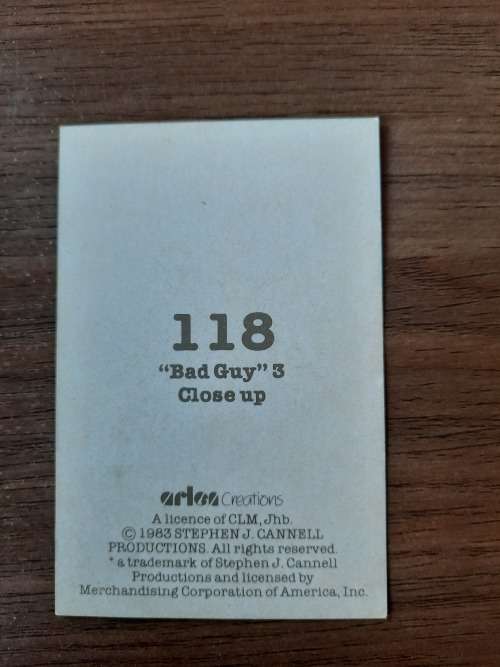 118
"Bad Guy" 3
Close up
Creations
A licence of CLM, Jhb.
© 1983 STEPHEN J. CANNELL
PRODUCTIONS. All rights reserved.
* a trademark of Stephen J. Cannell
Productions and licensed by
Merchandising Corporation of America, Inc.